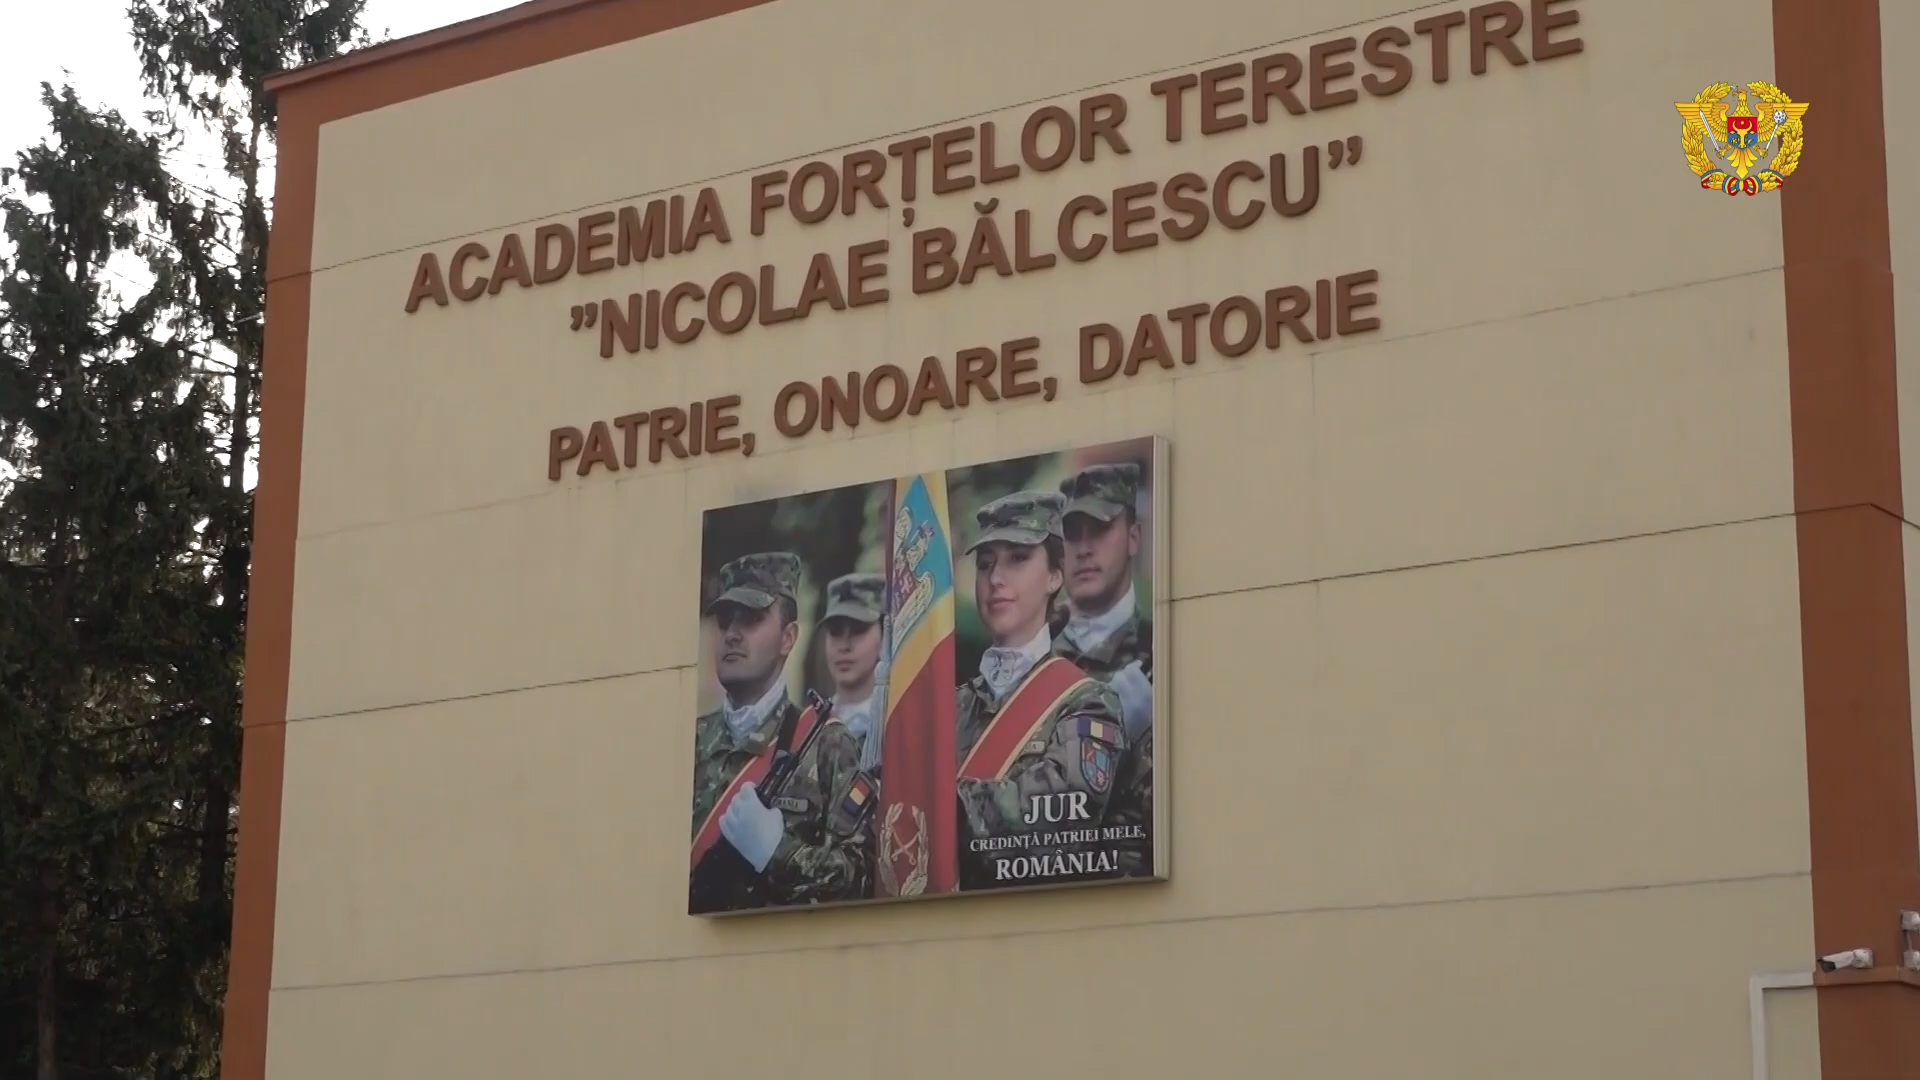 ACADEMIA FORȚELOR TERESTRE
”NICOLAE BĂLCESCU”
PATRIE, ONOARE, DATORIE
JUR
CREDINȚĂ PATRIEI MELE,
ROMÂNIA!